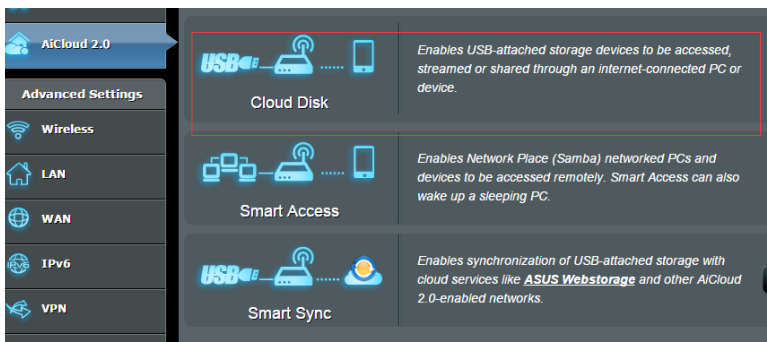 AiCloud 2.0
Advanced Settings
Wireless
LAN
WAN
IPv6
IPv6
VPN
USB
Cloud Disk
Enables USB-attached storage devices to be accessed,
streamed or shared through an internet-connected PC or
device.
Smart Access
Enables Network Place (Samba) networked PCs and
devices to be accessed remotely. Smart Access can also
wake up a sleeping PC.
USB
Smart Sync
Enables synchronization of USB-attached storage with
cloud services like ASUS Webstorage and other AiCloud
2.0-enabled networks.